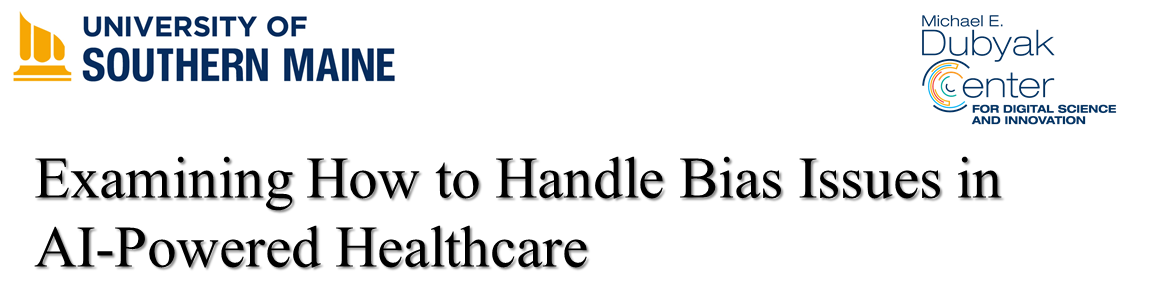 UNIVERSITY OF
SOUTHERN MAINE
Michael E.
Dubyak
Center
FOR DIGITAL SCIENCE
AND INNOVATION
Examining How to Handle Bias Issues in
AI-Powered Healthcare